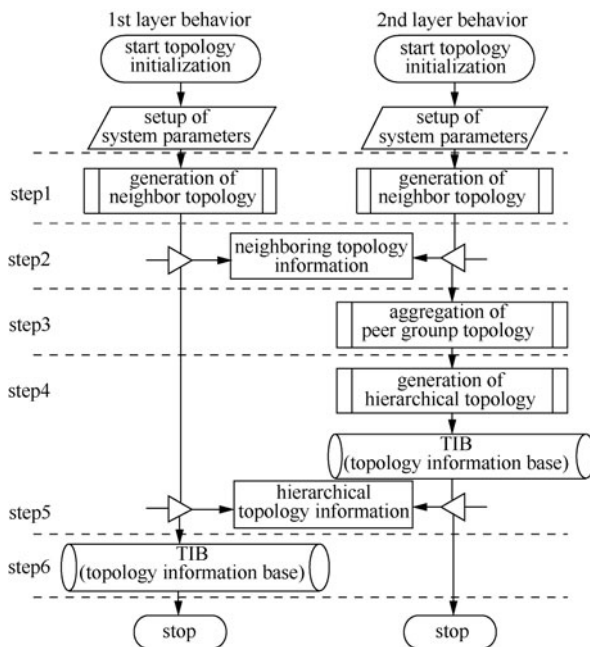 1st layer behavior
2nd layer behavior
start topology
initialization
start topology
initialization
setup of
system parameters
setup of
system parameters
step1
generation of
neighbor topology
generation of
neighbor topology
step2
neighboring topology
information
step3
aggregation of
peer grounp topology
step4
generation of
hierarchical topology
TIB
(topology information base)
step5
hierarchical
topology information
step6
TIB
(topology information base)
stop
stop